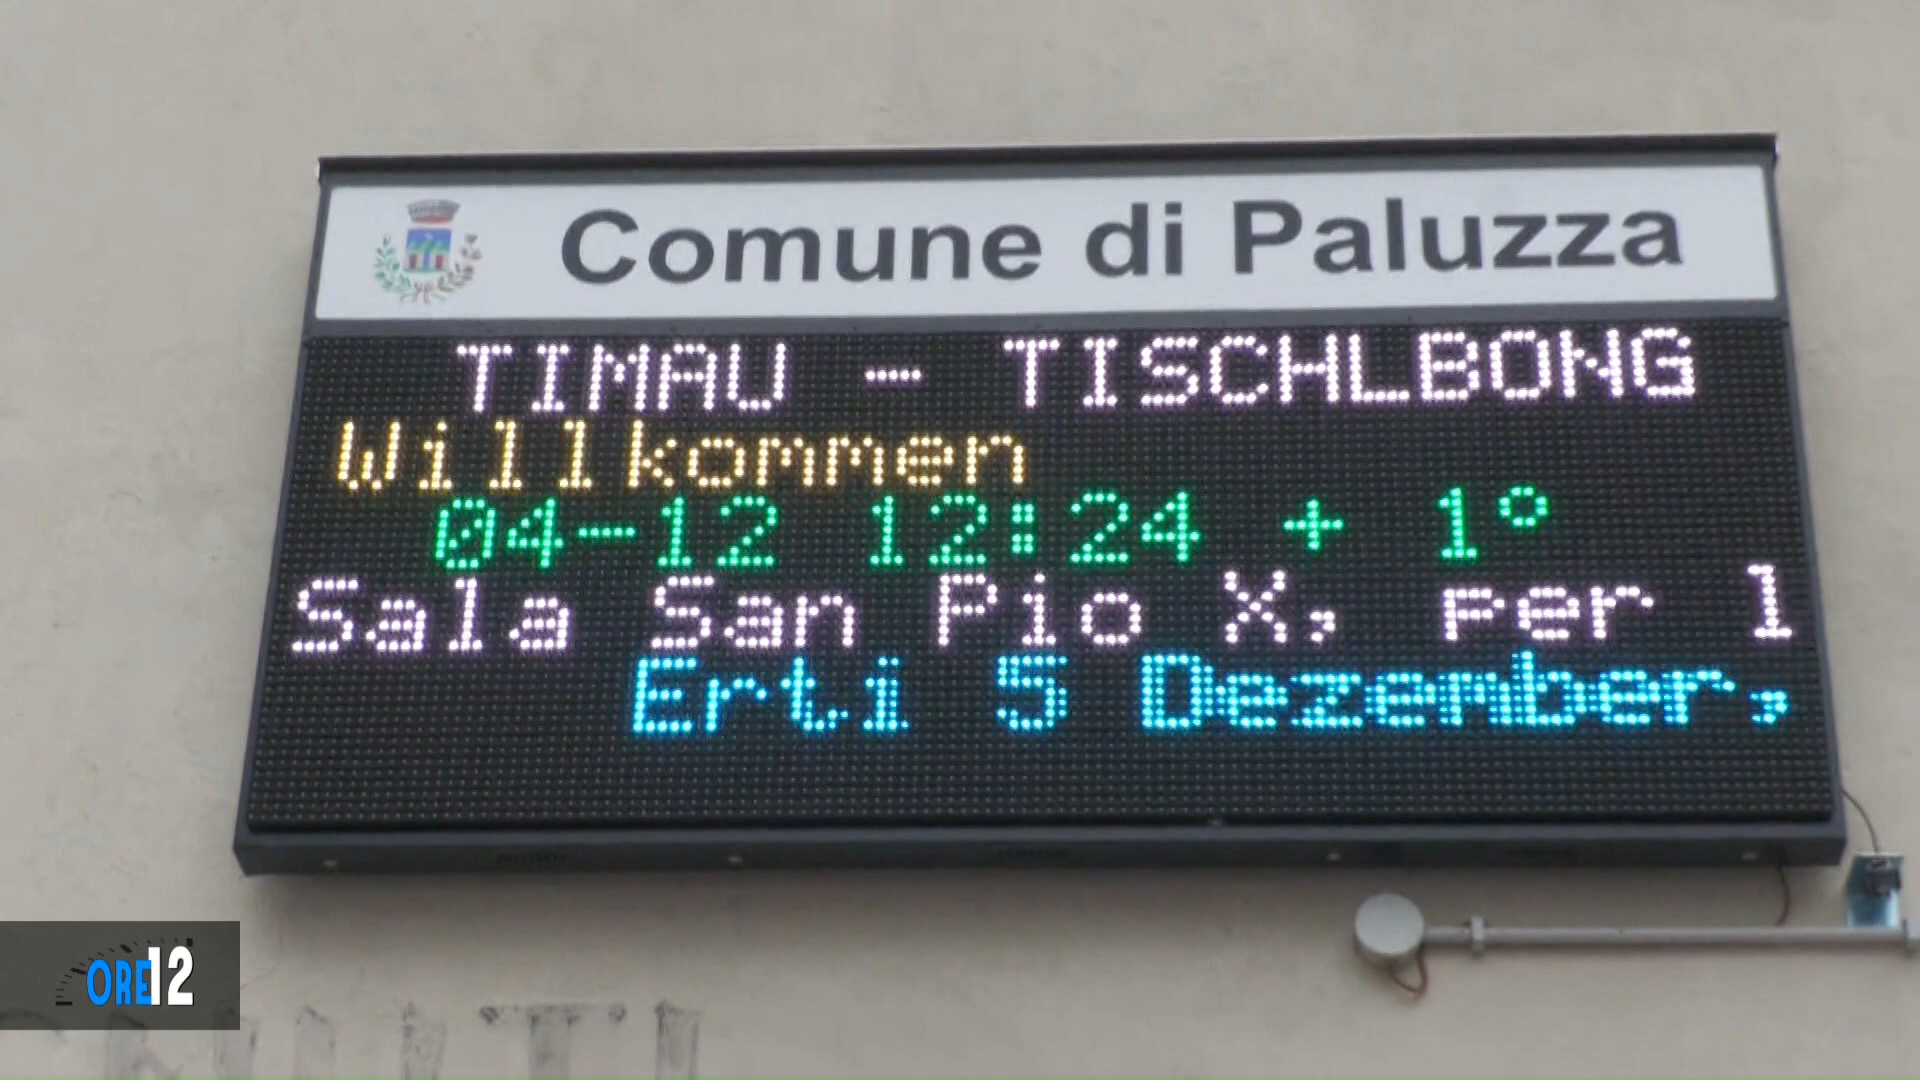 Comune di Paluzza
TIMAU - TISCHLBONG
Willkommen
04-12 12:24 + 1°
Sala San Pio X, per l
Erti 5 Dezember,
ORE12